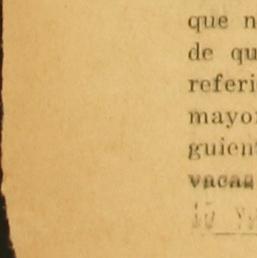 que n
de qu
referi
mayor
guient
vacas